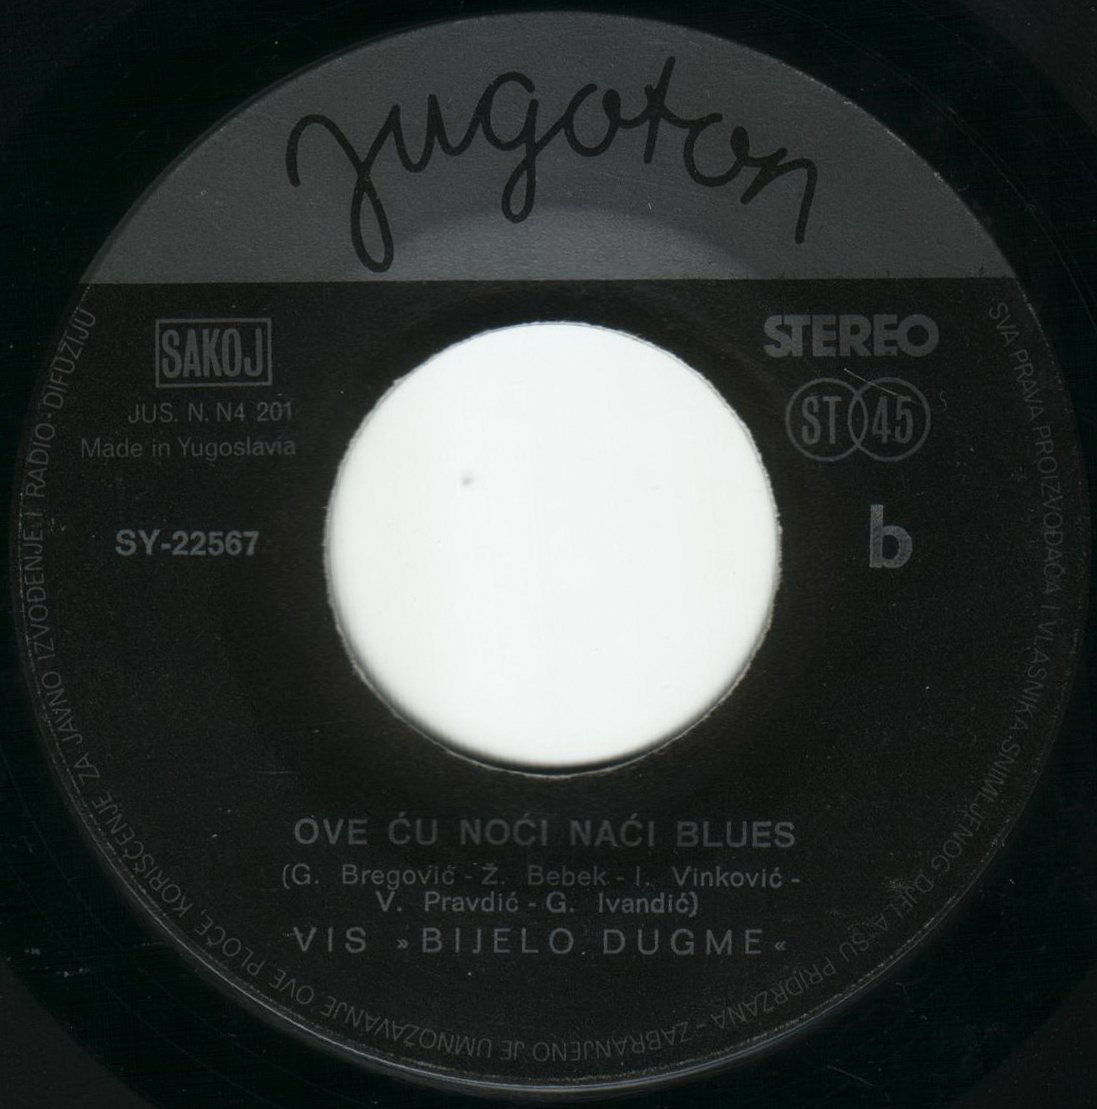 jugoton
SAKOJ
JUS. N. N4 201
Made in Yugoslavia
SY-22567
STEREO
ST 45
b
OVE ĆU NOĆI NAĆI BLUES
(G. Bregović - Ž. Bebek - I. Vinković -
V. Pravdić - G. Ivandić)
VIS »BIJELO DUGME«
SVA PRAVA PROIZVOĐAČA I VLASNIKA SNIMLJENOG DJELA SU PRIDRŽANA - ZABRANJENO JE UMNOŽAVANJE OVE PLOČE, KORIŠĆENJE ZA JAVNO IZVOĐENJE I RADIO-DIFUZIJU